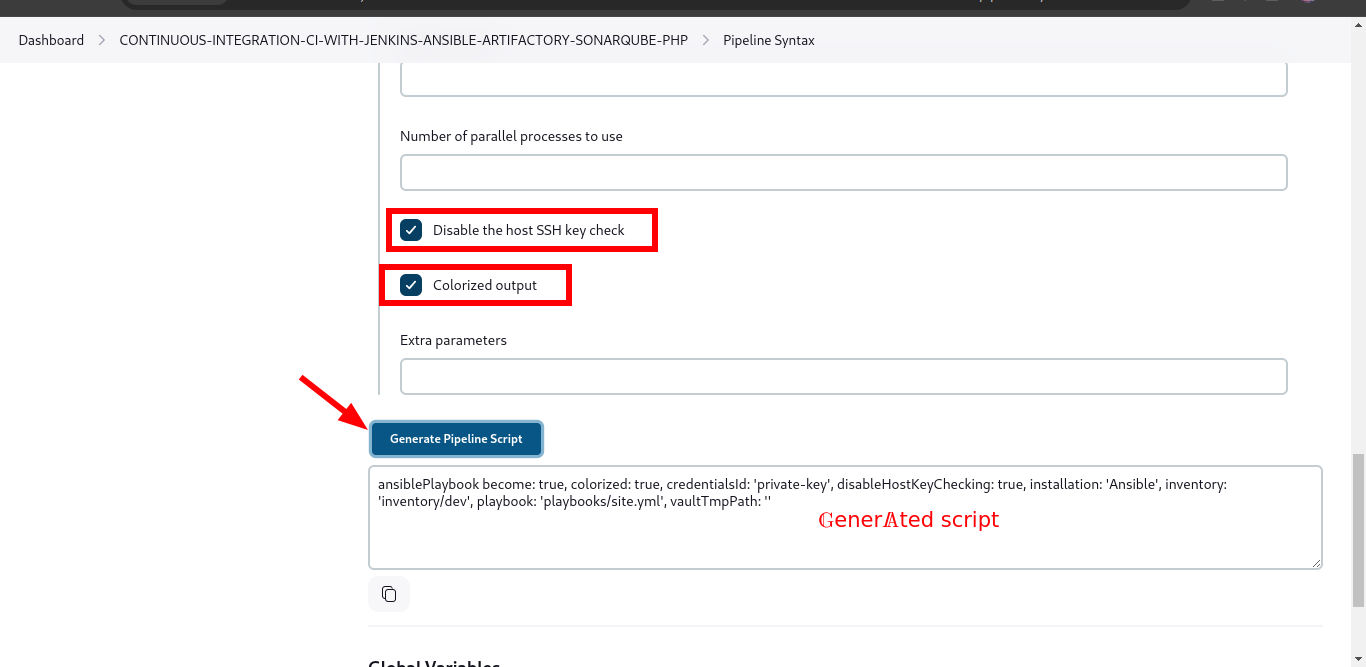 Dashboard > CONTINUOUS-INTEGRATION-CI-WITH-JENKINS-ANSIBLE-ARTIFACTORY-SONARQUBE-PHP > Pipeline Syntax
Number of parallel processes to use
Disable the host SSH key check
Colorized output
Extra parameters
Generate Pipeline Script
ansiblePlaybook become: true, colorized: true, credentialsId: 'private-key', disableHostKeyChecking: true, installation: 'Ansible', inventory:
'inventory/dev', playbook: 'playbooks/site.yml', vaultTmpPath: ''
𝔾ener𝔸ted script
Global Variables